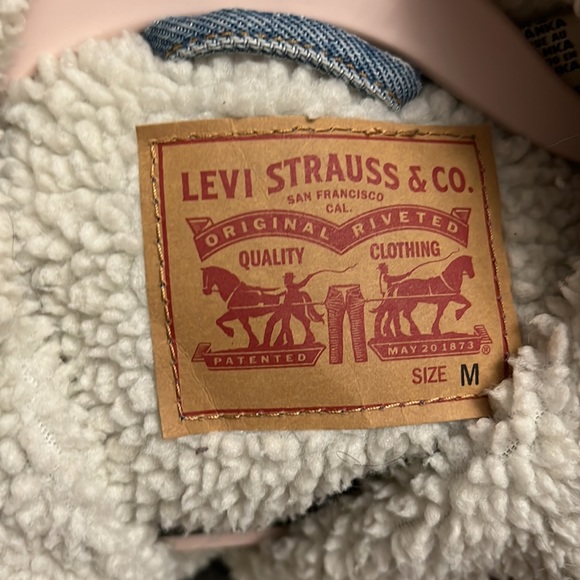 LEVI STRAUSS & CO.
SAN FRANCISCO
CAL.
ORIGINAL RIVETED
QUALITY CLOTHING
PATENTED MAY 20 1873 ®
SIZE M